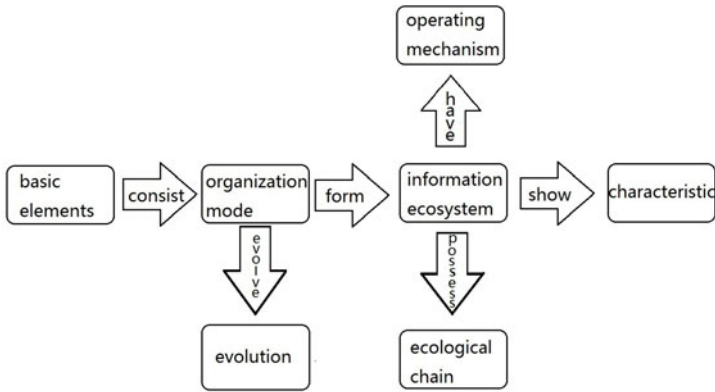 operating
mechanism
have
basic
elements
consist
organization
mode
form
information
ecosystem
show
characteristic
evolve
possess
evolution
ecological
chain